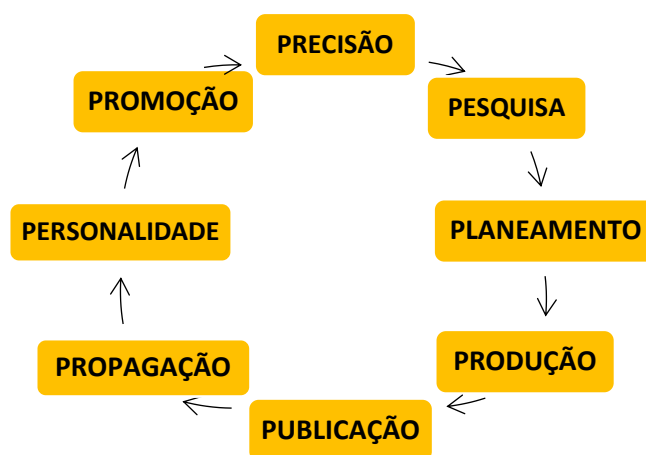 PRECISÃO
PESQUISA
PLANEAMENTO
PRODUÇÃO
PUBLICAÇÃO
PROPAGAÇÃO
PERSONALIDADE
PROMOÇÃO